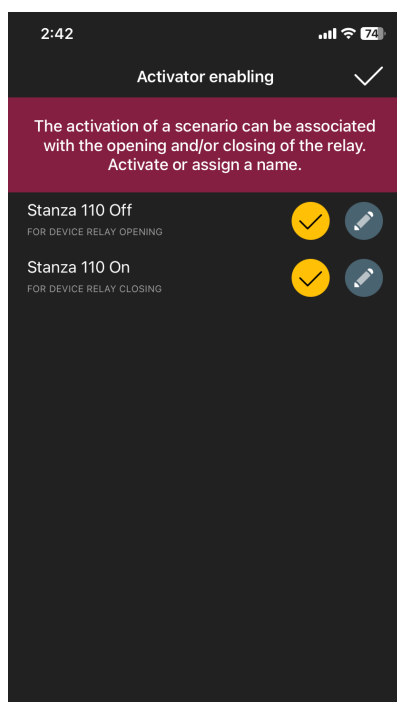 2:42
74
Activator enabling
The activation of a scenario can be associated
with the opening and/or closing of the relay.
Activate or assign a name.
Stanza 110 Off
FOR DEVICE RELAY OPENING
Stanza 110 On
FOR DEVICE RELAY CLOSING